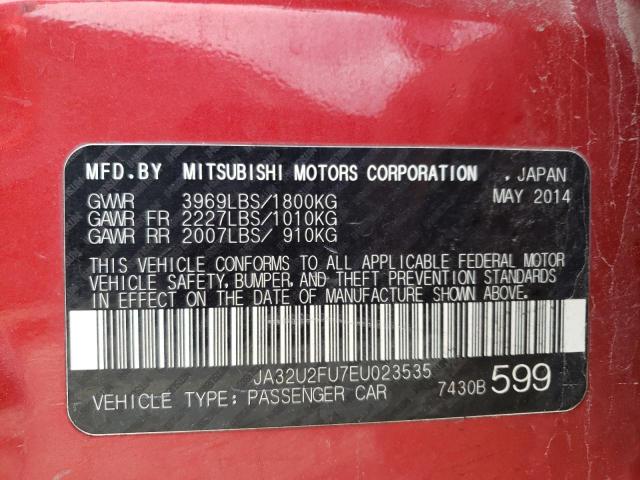 MFD.BY MITSUBISHI MOTORS CORPORATION . JAPAN
MAY 2014
GVWR 3969LBS/1800KG
GAWR FR 2227LBS/1010KG
GAWR RR 2007LBS/ 910KG
THIS VEHICLE CONFORMS TO ALL APPLICABLE FEDERAL MOTOR
VEHICLE SAFETY, BUMPER, AND THEFT PREVENTION STANDARDS
IN EFFECT ON THE DATE OF MANUFACTURE SHOWN ABOVE.
JA32U2FU7EU023535
VEHICLE TYPE: PASSENGER CAR 7430B 599